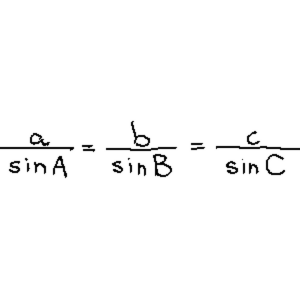 a/sinA = b/sinB = c/sinC